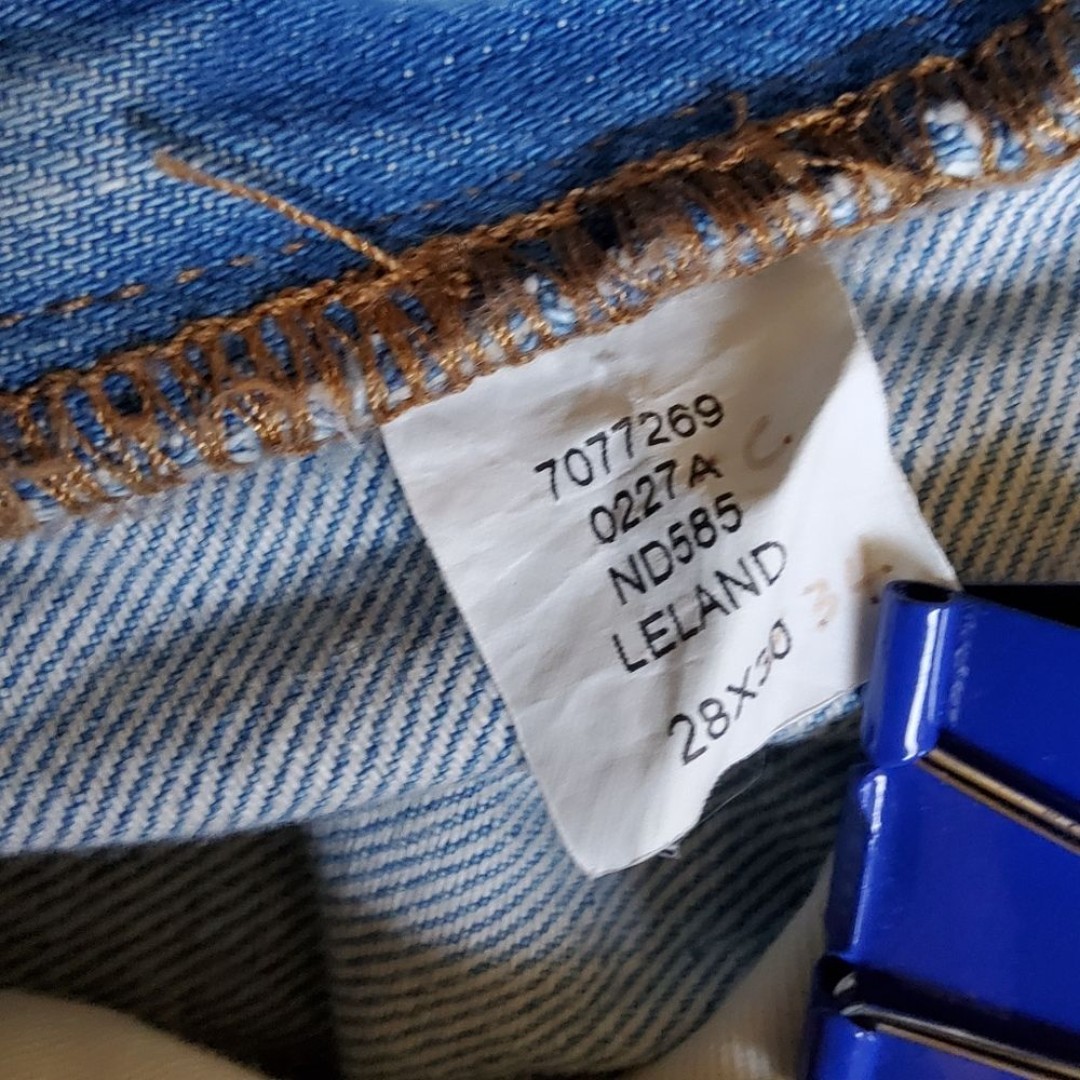 7077269
0227A C.
ND585
LELAND
28X30